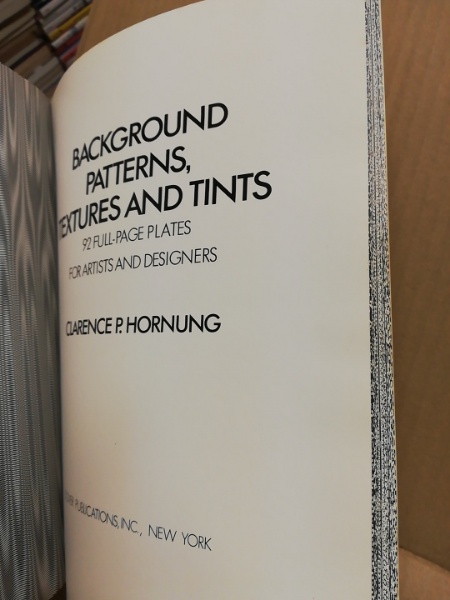 BACKGROUND
PATTERNS,
TEXTURES AND TINTS
92 FULL-PAGE PLATES
FOR ARTISTS AND DESIGNERS
CLARENCE P. HORNUNG
PUBLICATIONS, INC., NEW YORK